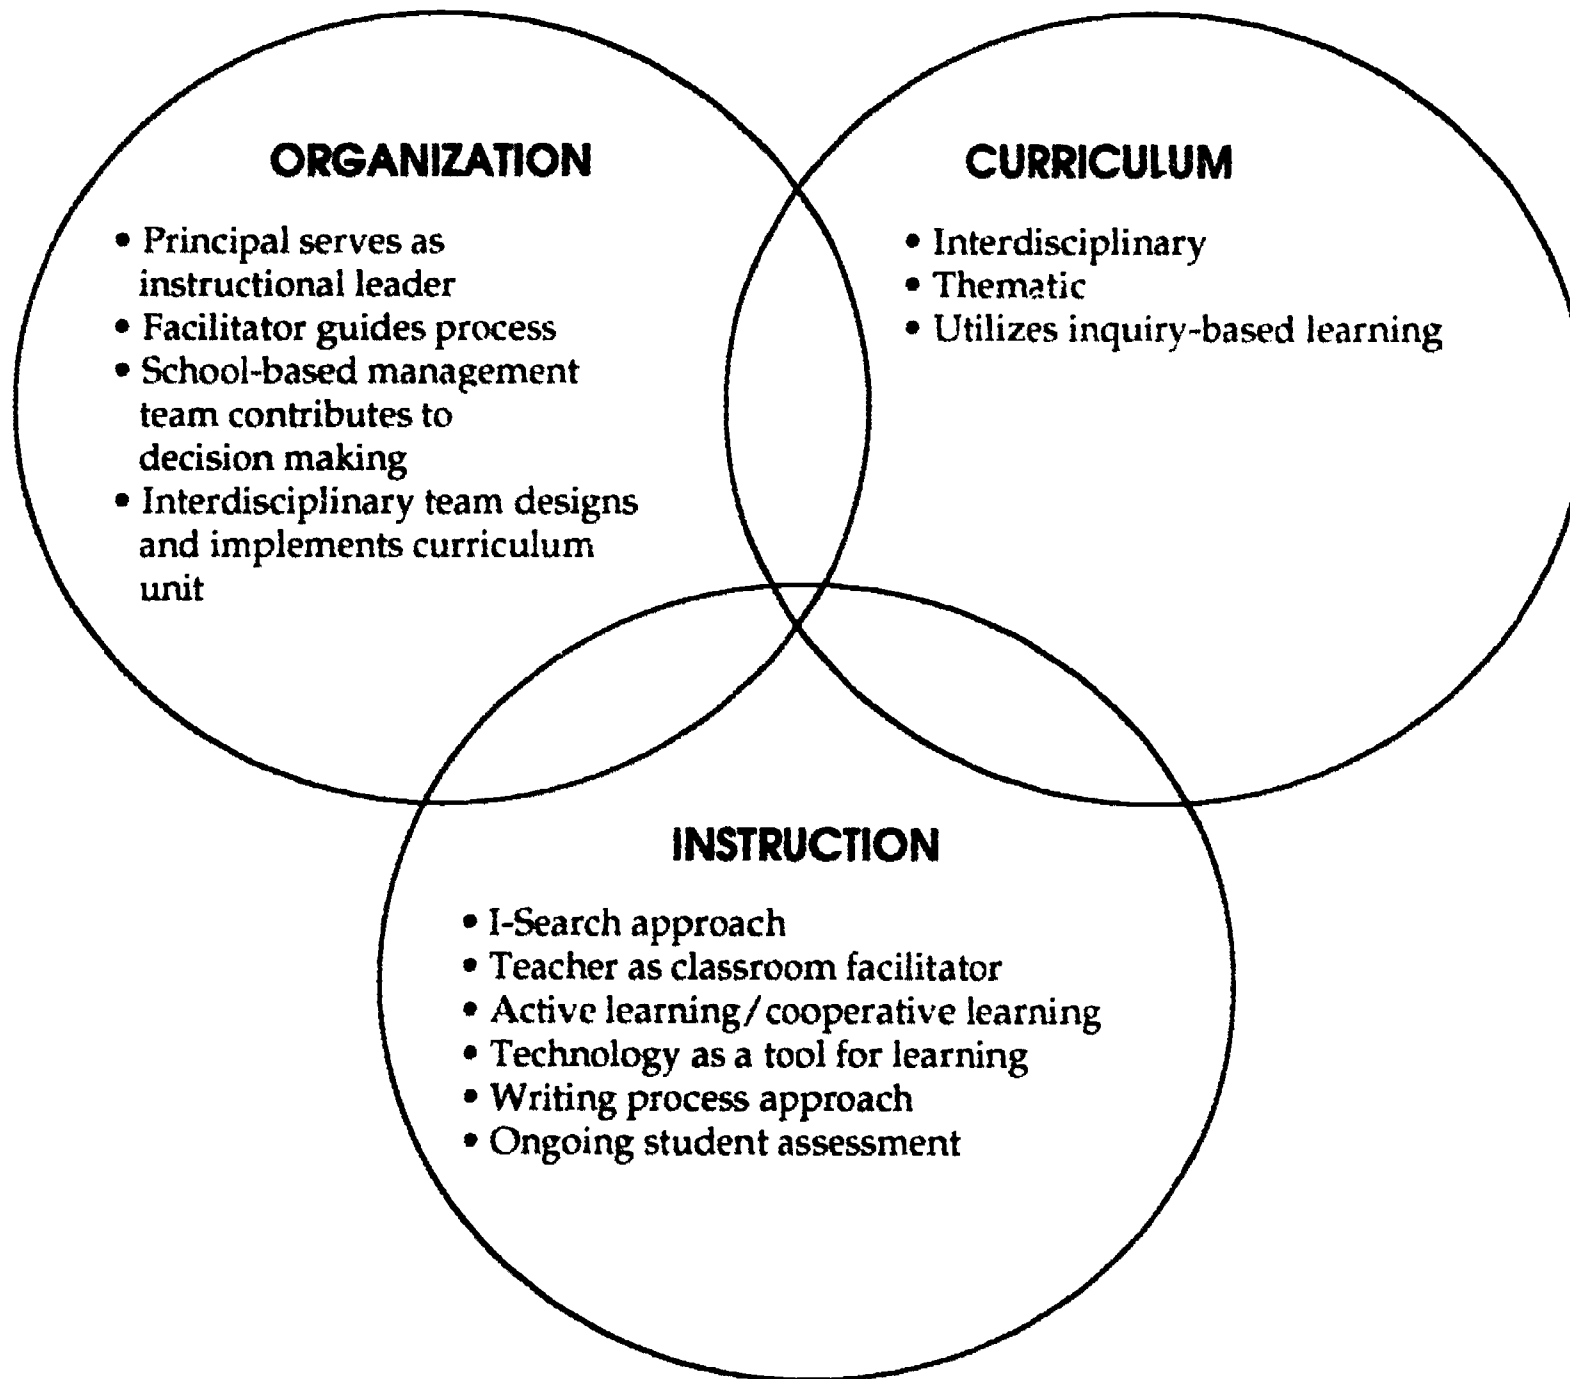 ORGANIZATION
• Principal serves as
instructional leader
• Facilitator guides process
• School-based management
team contributes to
decision making
• Interdisciplinary team designs
and implements curriculum
unit
CURRICULUM
• Interdisciplinary
• Thematic
• Utilizes inquiry-based learning
INSTRUCTION
• I-Search approach
• Teacher as classroom facilitator
• Active learning/cooperative learning
• Technology as a tool for learning
• Writing process approach
• Ongoing student assessment